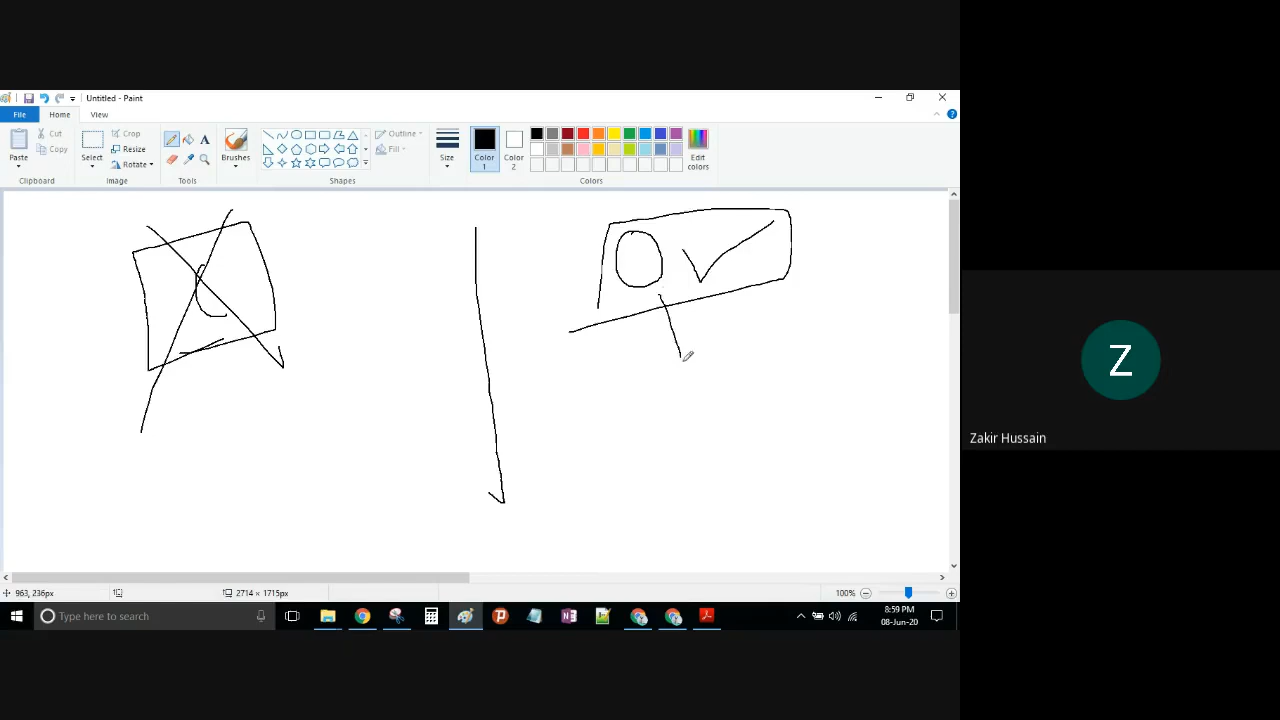 Untitled - Paint
File
Home
View
Paste
Cut
Copy
Clipboard
Select
Crop
Resize
Rotate
Image
A
Tools
Brushes
Shapes
Outline
Fill
Size
Color
1
Color
2
Edit
colors
Colors
Z
Zakir Hussain
963, 236px
2714 × 1715px
100%
Type here to search
8:59 PM
08-Jun-20